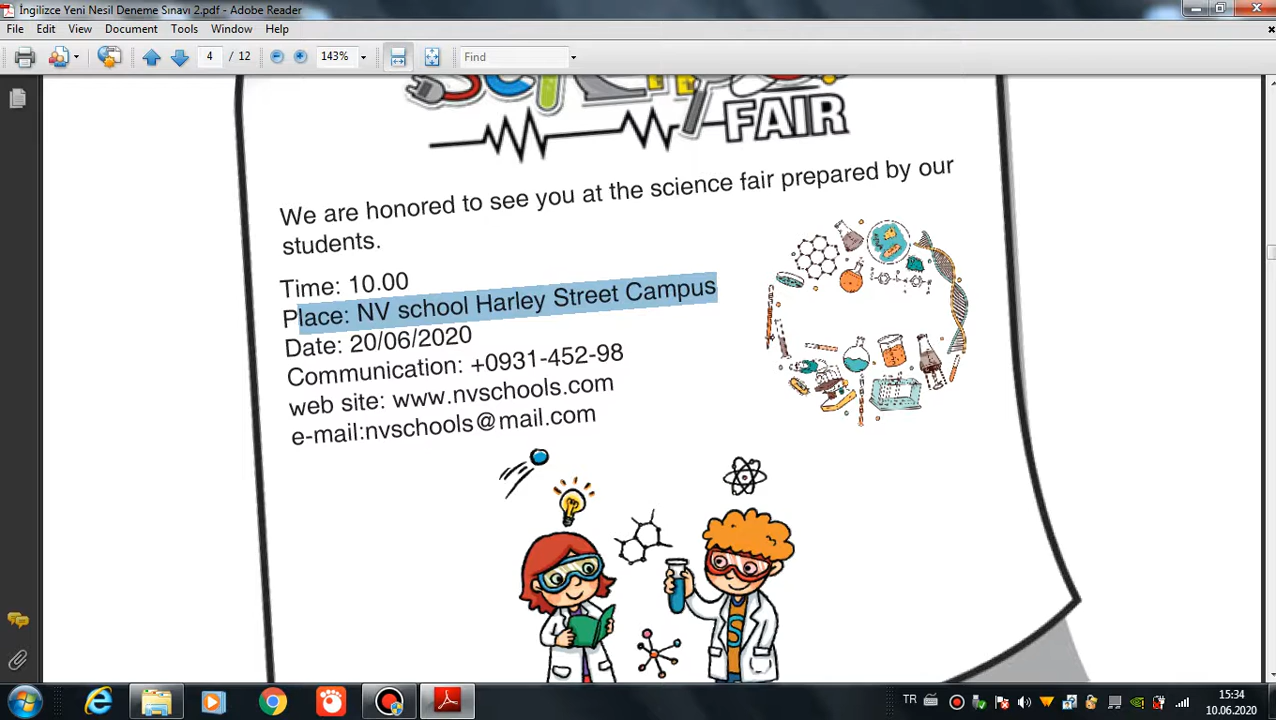 İngilizce Yeni Nesil Deneme Sınavı 2.pdf - Adobe Reader
File Edit View Document Tools Window Help
4 / 12 143% Find
FAIR
We are honored to see you at the science fair prepared by our
students.
Time: 10.00
Place: NV school Harley Street Campus
Date: 20/06/2020
Communication: +0931-452-98
web site: www.nvschools.com
e-mail:nvschools@mail.com
S
TR
15:34
10.06.2020